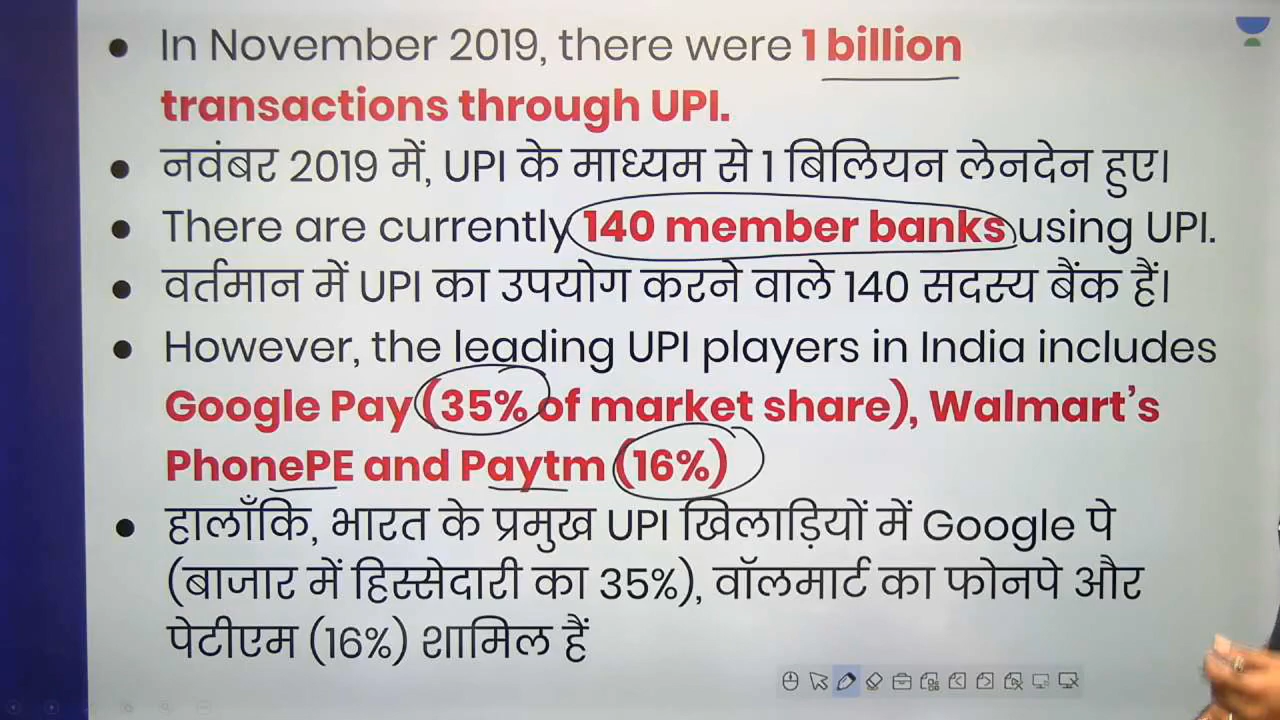 ● In November 2019, there were 1 billion
transactions through UPI.
● नवंबर 2019 में, UPI के माध्यम से 1 बिलियन लेनदेन हुए।
● There are currently 140 member banks using UPI.
● वर्तमान में UPI का उपयोग करने वाले 140 सदस्य बैंक हैं।
● However, the leading UPI players in India includes
Google Pay (35% of market share), Walmart’s
PhonePE and Paytm (16%)
● हालाँकि, भारत के प्रमुख UPI खिलाड़ियों में Google पे
(बाजार में हिस्सेदारी का 35%), वॉलमार्ट का फोनपे और
पेटीएम (16%) शामिल हैं